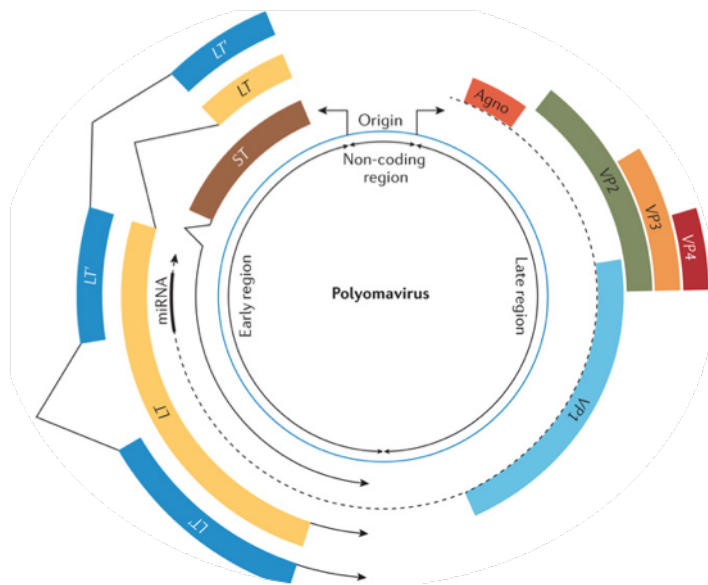 LT'
LT
ST
Origin
Non-coding
region
Agno
VP2
VP3
VP4
LT'
miRNA
Early region
Polyomavirus
Late region
LT
VP1
LT'